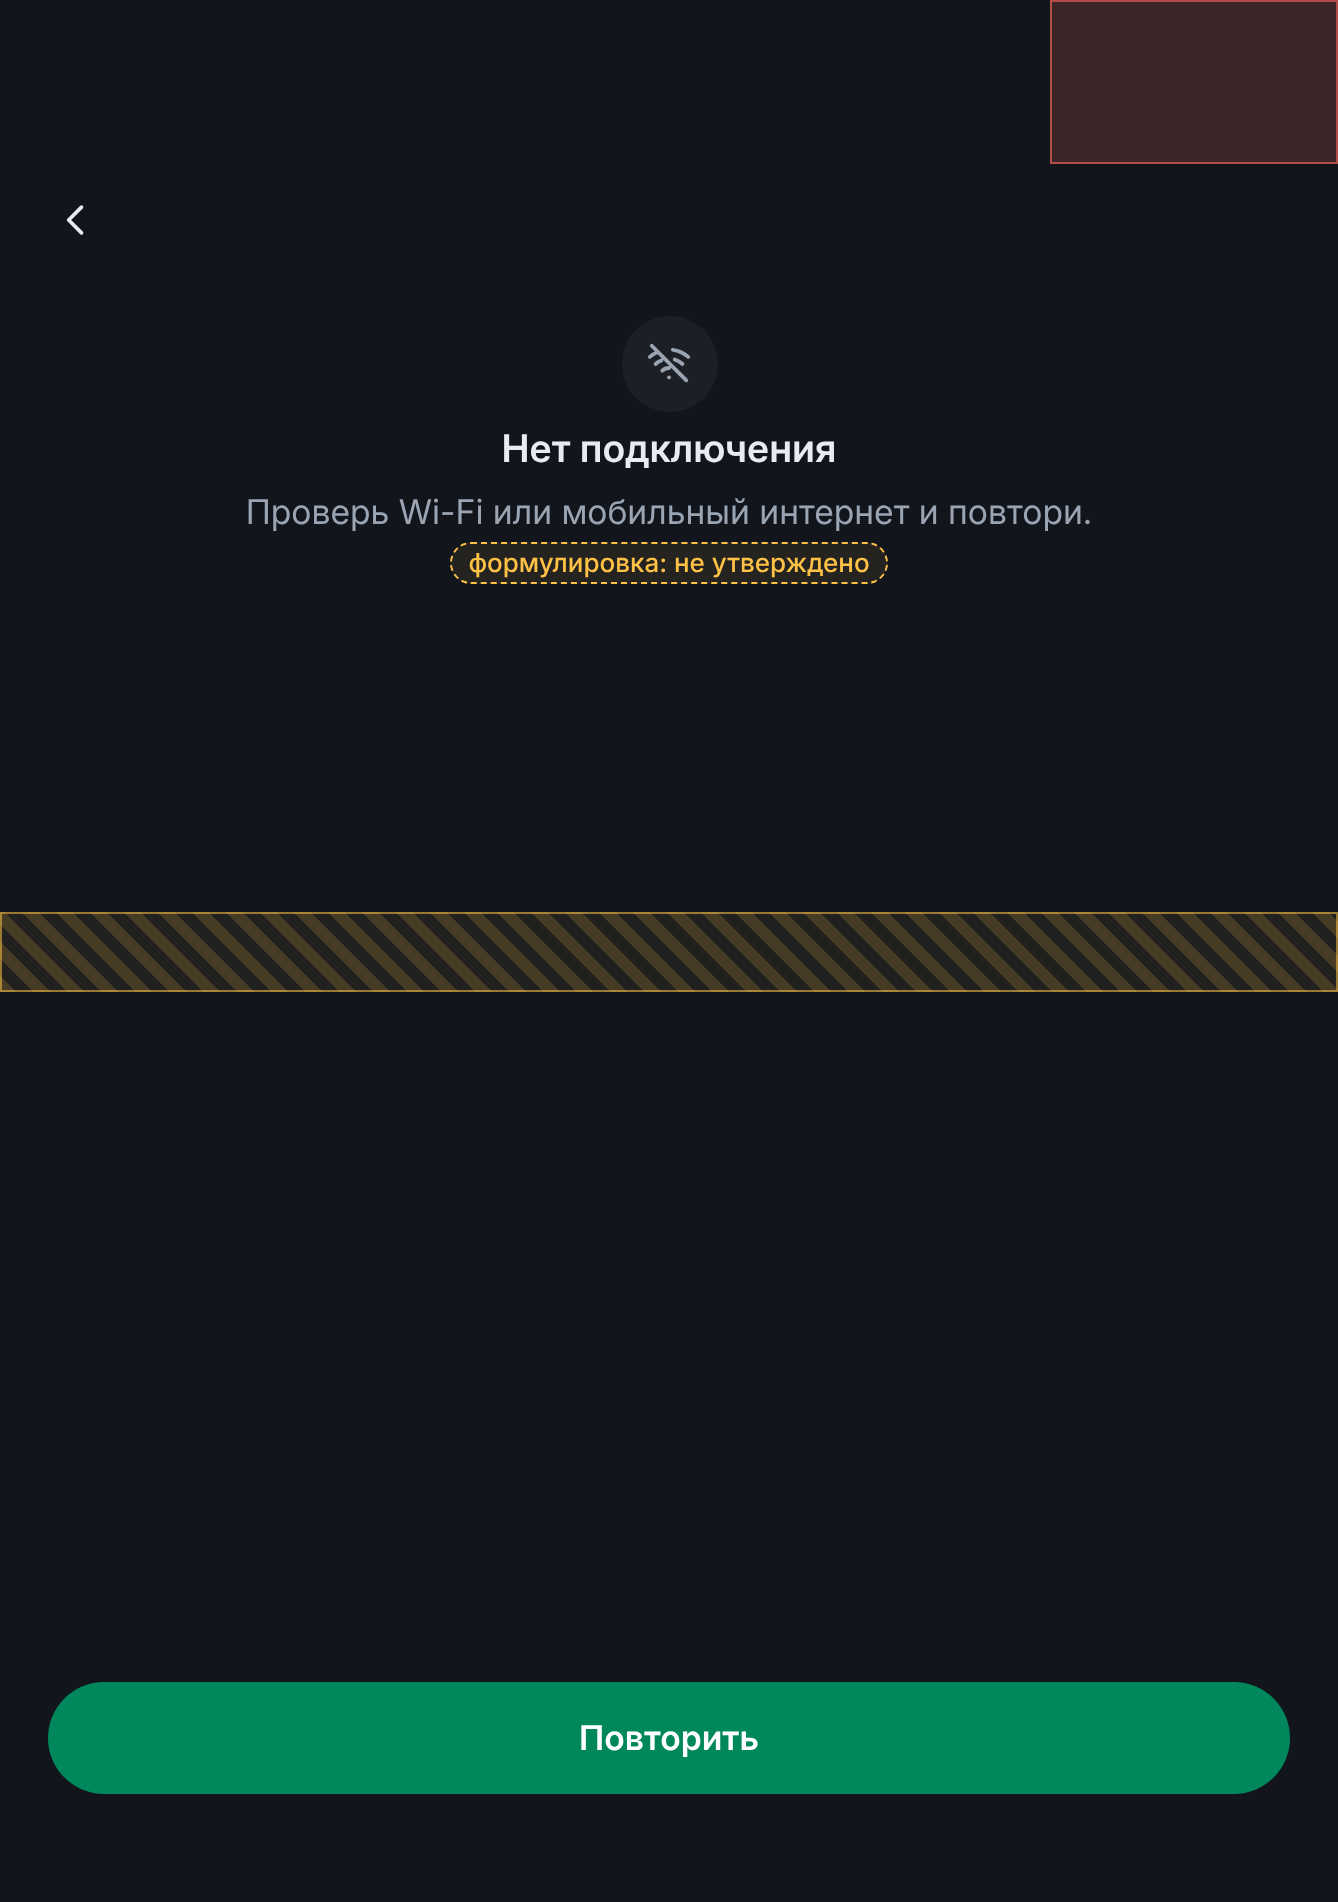 Нет подключения
Проверь Wi-Fi или мобильный интернет и повтори.
формулировка: не утверждено
Повторить